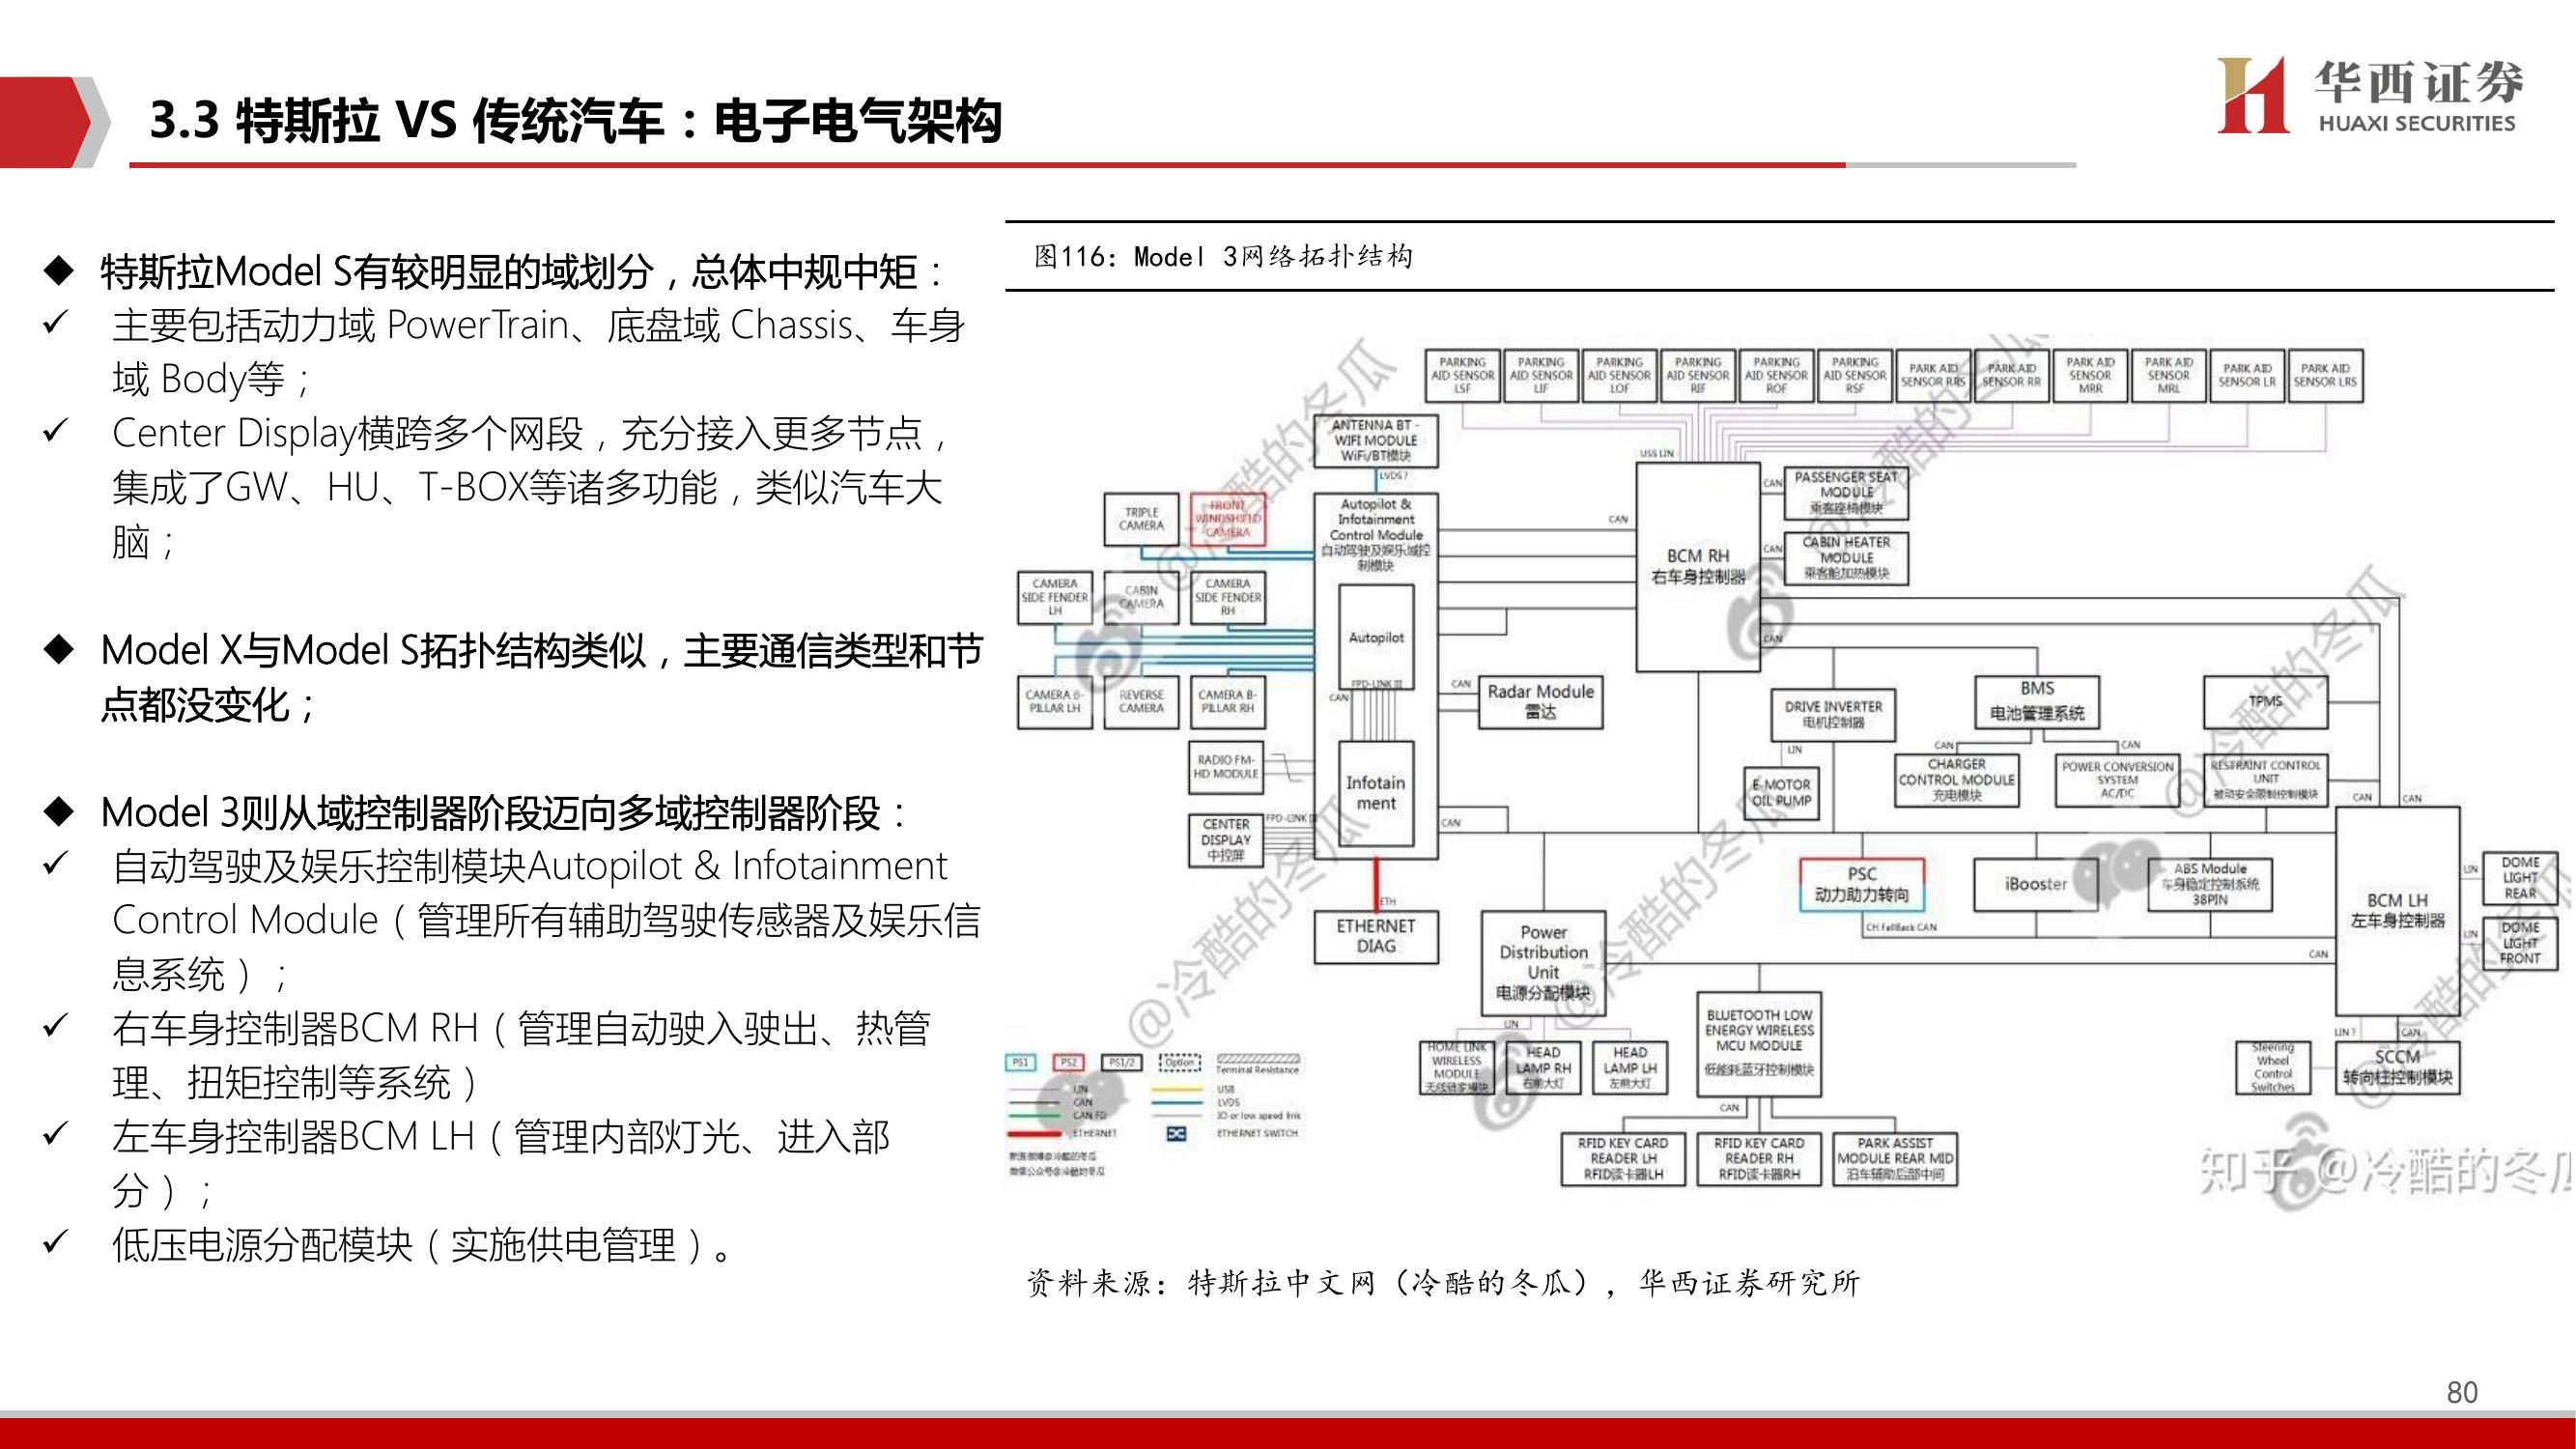 3.3 特斯拉 VS 传统汽车：电子电气架构
华西证券
HUAXI SECURITIES
◆ 特斯拉Model S有较明显的域划分，总体中规中矩：
✓ 主要包括动力域 PowerTrain、底盘域 Chassis、车身
域 Body等；
✓ Center Display横跨多个网段，充分接入更多节点，
集成了GW、HU、T-BOX等诸多功能，类似汽车大
脑；
◆ Model X与Model S拓扑结构类似，主要通信类型和节
点都没变化；
◆ Model 3则从域控制器阶段迈向多域控制器阶段：
✓ 自动驾驶及娱乐控制模块Autopilot & Infotainment
Control Module（管理所有辅助驾驶传感器及娱乐信
息系统）；
✓ 右车身控制器BCM RH（管理自动驶入驶出、热管
理、扭矩控制等系统）
✓ 左车身控制器BCM LH（管理内部灯光、进入部
分）；
✓ 低压电源分配模块（实施供电管理）。
图116：Model 3网络拓扑结构
PARKING
AID SENSOR
LSF
PARKING
AID SENSOR
LIF
PARKING
AID SENSOR
LOF
PARKING
AID SENSOR
RIF
PARKING
AID SENSOR
ROF
PARKING
AID SENSOR
RSF
PARK AID
SENSOR RRS
PARK AID
SENSOR RR
PARK AID
SENSOR
MRR
PARK AID
SENSOR
MRL
PARK AID
SENSOR LR
PARK AID
SENSOR LRS
ANTENNA BT -
WIFI MODULE
WiFi/BT模块
LVDS ?
USS LIN
TRIPLE
CAMERA
FRONT
WINDSHIELD
CAMERA
Autopilot &
Infotainment
Control Module
自动驾驶及娱乐域控
制模块
CAN
BCM RH
右车身控制器
CAN
PASSENGER SEAT
MODULE
乘客座椅模块
CAN
CABIN HEATER
MODULE
乘客舱加热模块
CAMERA
SIDE FENDER
LH
CABIN
CAMERA
CAMERA
SIDE FENDER
RH
Autopilot
CAN
CAMERA B-
PILLAR LH
REVERSE
CAMERA
CAMERA B-
PILLAR RH
FPD-LINK III
CAN
CAN
Radar Module
雷达
DRIVE INVERTER
电机控制器
BMS
电池管理系统
TPMS
LIN
CAN
CAN
RADIO FM-
HD MODULE
Infotain
ment
E-MOTOR
OIL PUMP
CHARGER
CONTROL MODULE
充电模块
POWER CONVERSION
SYSTEM
AC/DC
RESTRAINT CONTROL
UNIT
被动安全限制控制模块
CAN
CAN
CENTER
DISPLAY
中控屏
FPD-LINK III
CAN
PSC
动力助力转向
iBooster
ABS Module
车身稳定控制系统
38PIN
BCM LH
左车身控制器
LIN
DOME
LIGHT
REAR
LIN
DOME
LIGHT
FRONT
ETH
ETHERNET
DIAG
CH FallBack CAN
CAN
Power
Distribution
Unit
电源分配模块
BLUETOOTH LOW
ENERGY WIRELESS
MCU MODULE
低能耗蓝牙控制模块
LIN
LIN ?
CAN
HOME LINK
WIRELESS
MODULE
无线链家模块
HEAD
LAMP RH
右前大灯
HEAD
LAMP LH
左前大灯
Steering
Wheel
Control
Switches
SCCM
转向柱控制模块
CAN
RFID KEY CARD
READER LH
RFID读卡器LH
RFID KEY CARD
READER RH
RFID读卡器RH
PARK ASSIST
MODULE REAR MID
泊车辅助后部中间
PS1
PS2
PS1/2
Option
Terminal Resistance
LIN
USB
CAN
LVDS
CAN FD
IO or low speed link
ETHERNET
ETHERNET SWITCH
新浪微博@冷酷的冬瓜
微信公众号@冷酷的冬瓜
@冷酷的冬瓜
@冷酷的冬瓜
@冷酷的冬瓜
@冷酷的冬瓜
@冷酷的冬瓜
@冷酷的冬瓜
知乎 @冷酷的冬瓜
资料来源：特斯拉中文网（冷酷的冬瓜），华西证券研究所
80